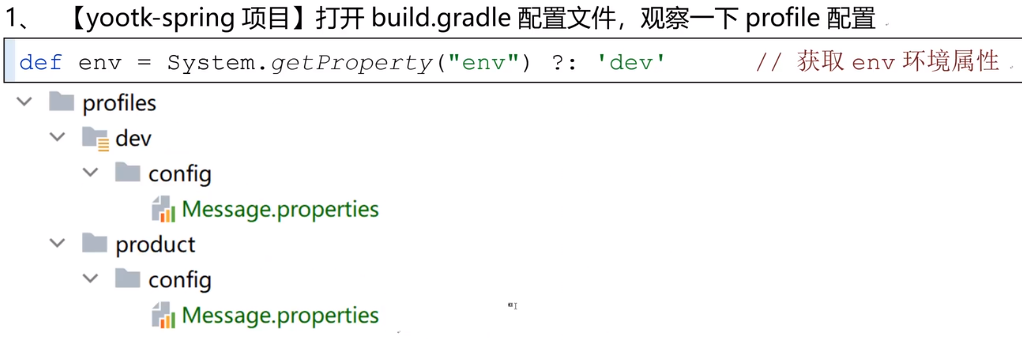 1、 【yootk-spring 项目】打开 build.gradle 配置文件，观察一下 profile 配置
def env = System.getProperty("env") ?: 'dev' // 获取 env 环境属性
profiles
dev
config
Message.properties
product
config
Message.properties